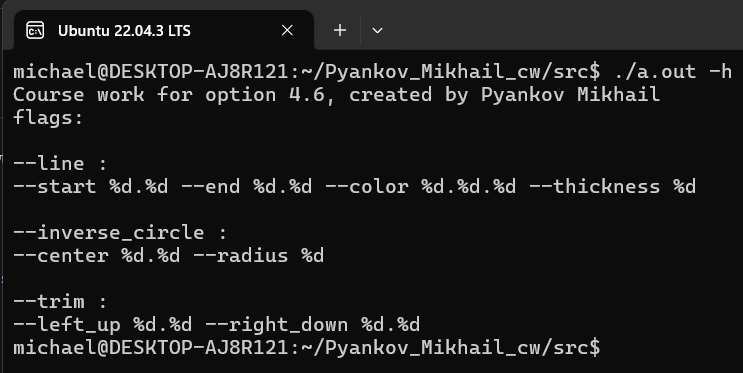 Ubuntu 22.04.3 LTS
michael@DESKTOP-AJ8R121:~/Pyankov_Mikhail_cw/src$ ./a.out -h
Course work for option 4.6, created by Pyankov Mikhail
flags:
--line :
--start %d.%d --end %d.%d --color %d.%d.%d --thickness %d
--inverse_circle :
--center %d.%d --radius %d
--trim :
--left_up %d.%d --right_down %d.%d
michael@DESKTOP-AJ8R121:~/Pyankov_Mikhail_cw/src$